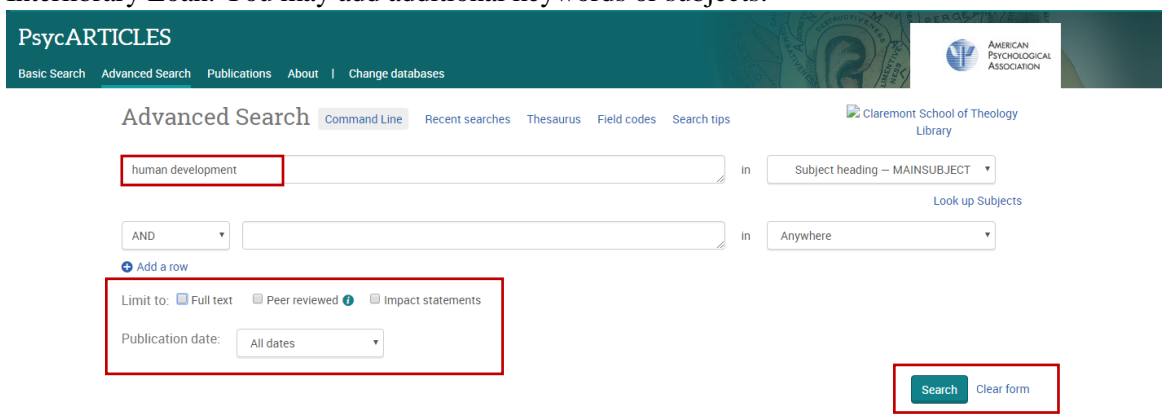 Interlibrary Loan. You may add additional keywords or subjects.
PsycARTICLES
AMERICAN
PSYCHOLOGICAL
ASSOCIATION
Basic Search Advanced Search Publications About | Change databases
Advanced Search Command Line Recent searches Thesaurus Field codes Search tips
Claremont School of Theology
Library
human development in Subject heading — MAINSUBJECT
Look up Subjects
AND in Anywhere
Add a row
Limit to: Full text Peer reviewed Impact statements
Publication date: All dates
Search Clear form